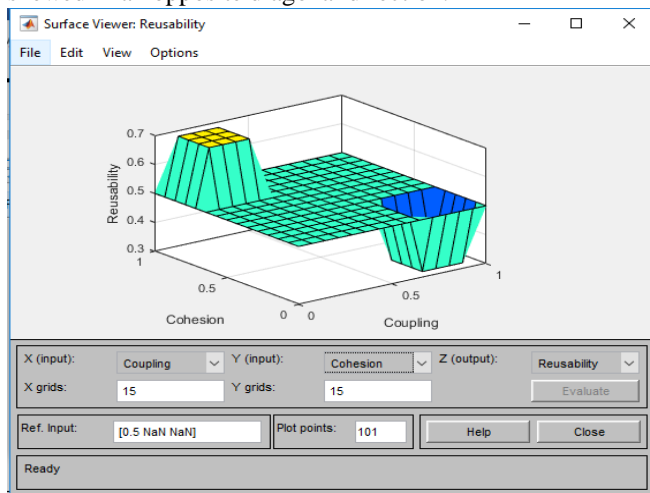 Surface Viewer: Reusability
File Edit View Options
0.7
0.6
0.5
0.4
0.3
Reusability
1
0.5
0
Cohesion
0
0.5
1
Coupling
X (input): Coupling Y (input): Cohesion Z (output): Reusability
X grids: 15 Y grids: 15 Evaluate
Ref. Input: [0.5 NaN NaN] Plot points: 101 Help Close
Ready